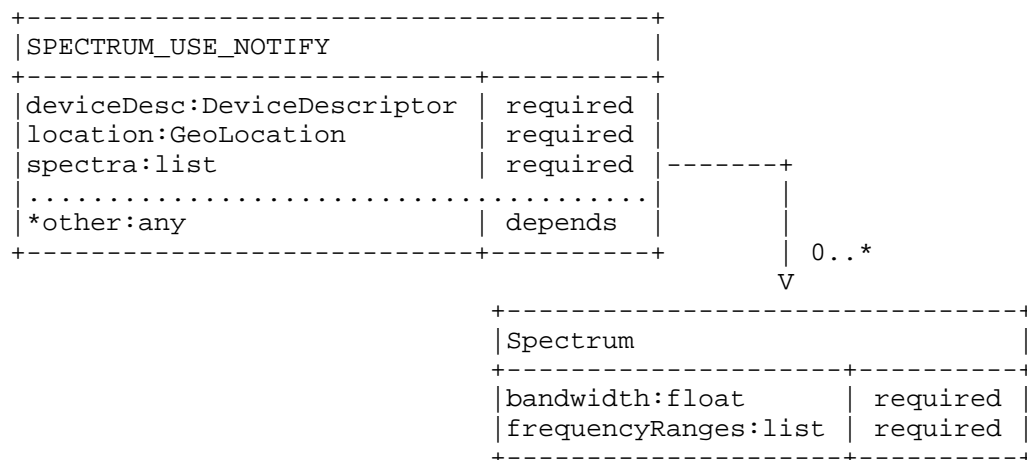 +---------------------------------------+
|SPECTRUM_USE_NOTIFY                    |
+----------------------------+----------+
|deviceDesc:DeviceDescriptor | required |
|location:GeoLocation        | required |
|spectra:list                | required |-------+
|.......................................|       |
|*other:any                  | depends  |       |
+----------------------------+----------+       | 0..*
                                                V
                              +--------------------------------+
                              |Spectrum                        |
                              +---------------------+----------+
                              |bandwidth:float      | required |
                              |frequencyRanges:list | required |
                              +---------------------+----------+